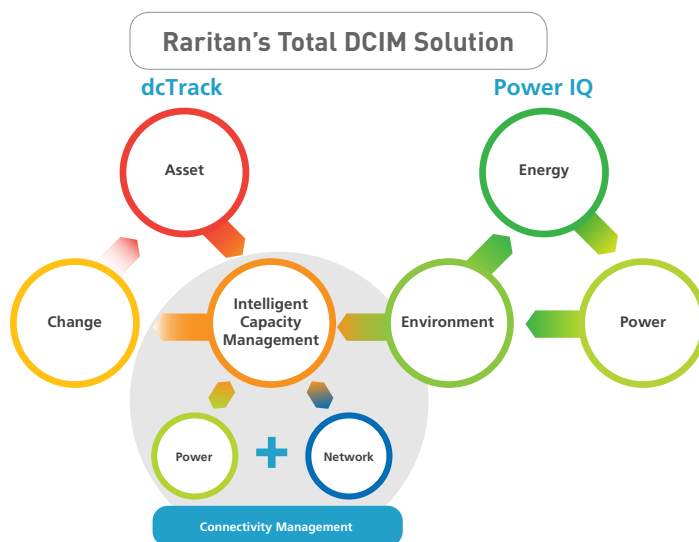 Raritan's Total DCIM Solution
dcTrack
Power IQ
Asset
Energy
Change
Intelligent
Capacity
Management
Environment
Power
Power
Network
Connectivity Management